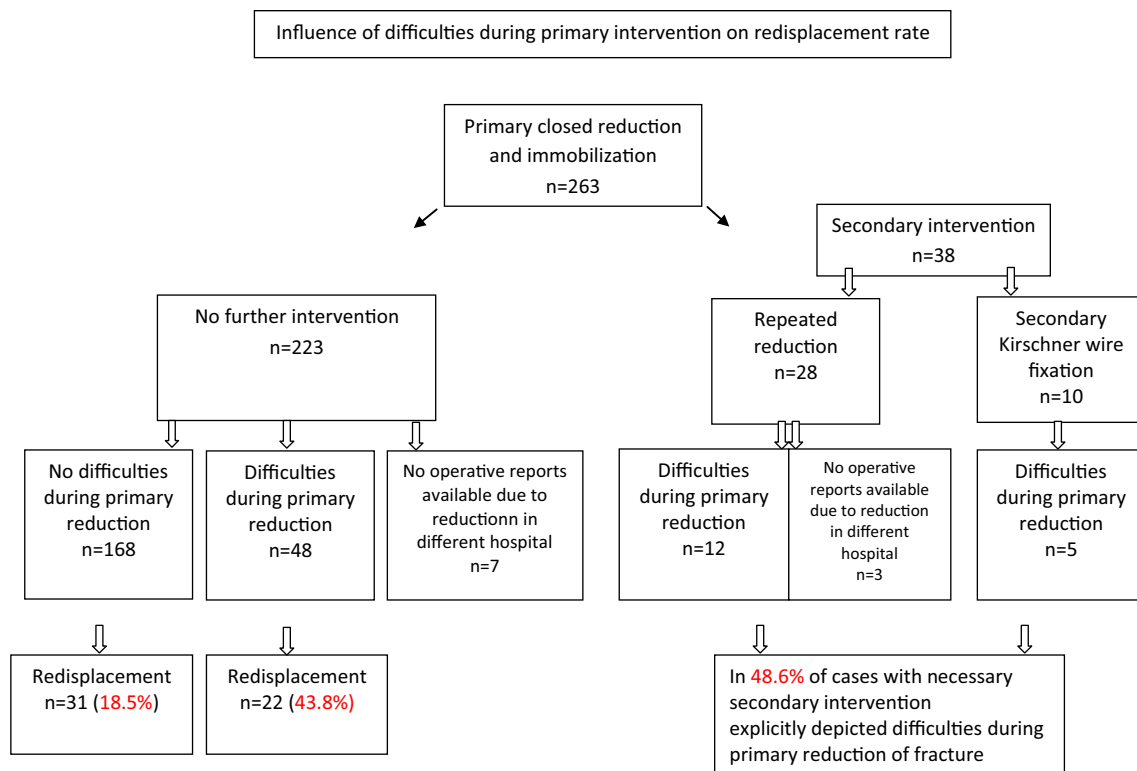 Influence of difficulties during primary intervention on redisplacement rate
Primary closed reduction
and immobilization
n=263
Secondary intervention
n=38
No further intervention
n=223
Repeated
reduction
n=28
Secondary
Kirschner wire
fixation
n=10
No difficulties
during primary
reduction
n=168
Difficulties
during primary
reduction
n=48
No operative reports
available due to
reductionn in
different hospital
n=7
Difficulties
during primary
reduction
n=12
No operative
reports available
due to reduction
in different
hospital
n=3
Difficulties
during primary
reduction
n=5
Redisplacement
n=31 (18.5%)
Redisplacement
n=22 (43.8%)
In 48.6% of cases with necessary
secondary intervention
explicitly depicted difficulties during
primary reduction of fracture